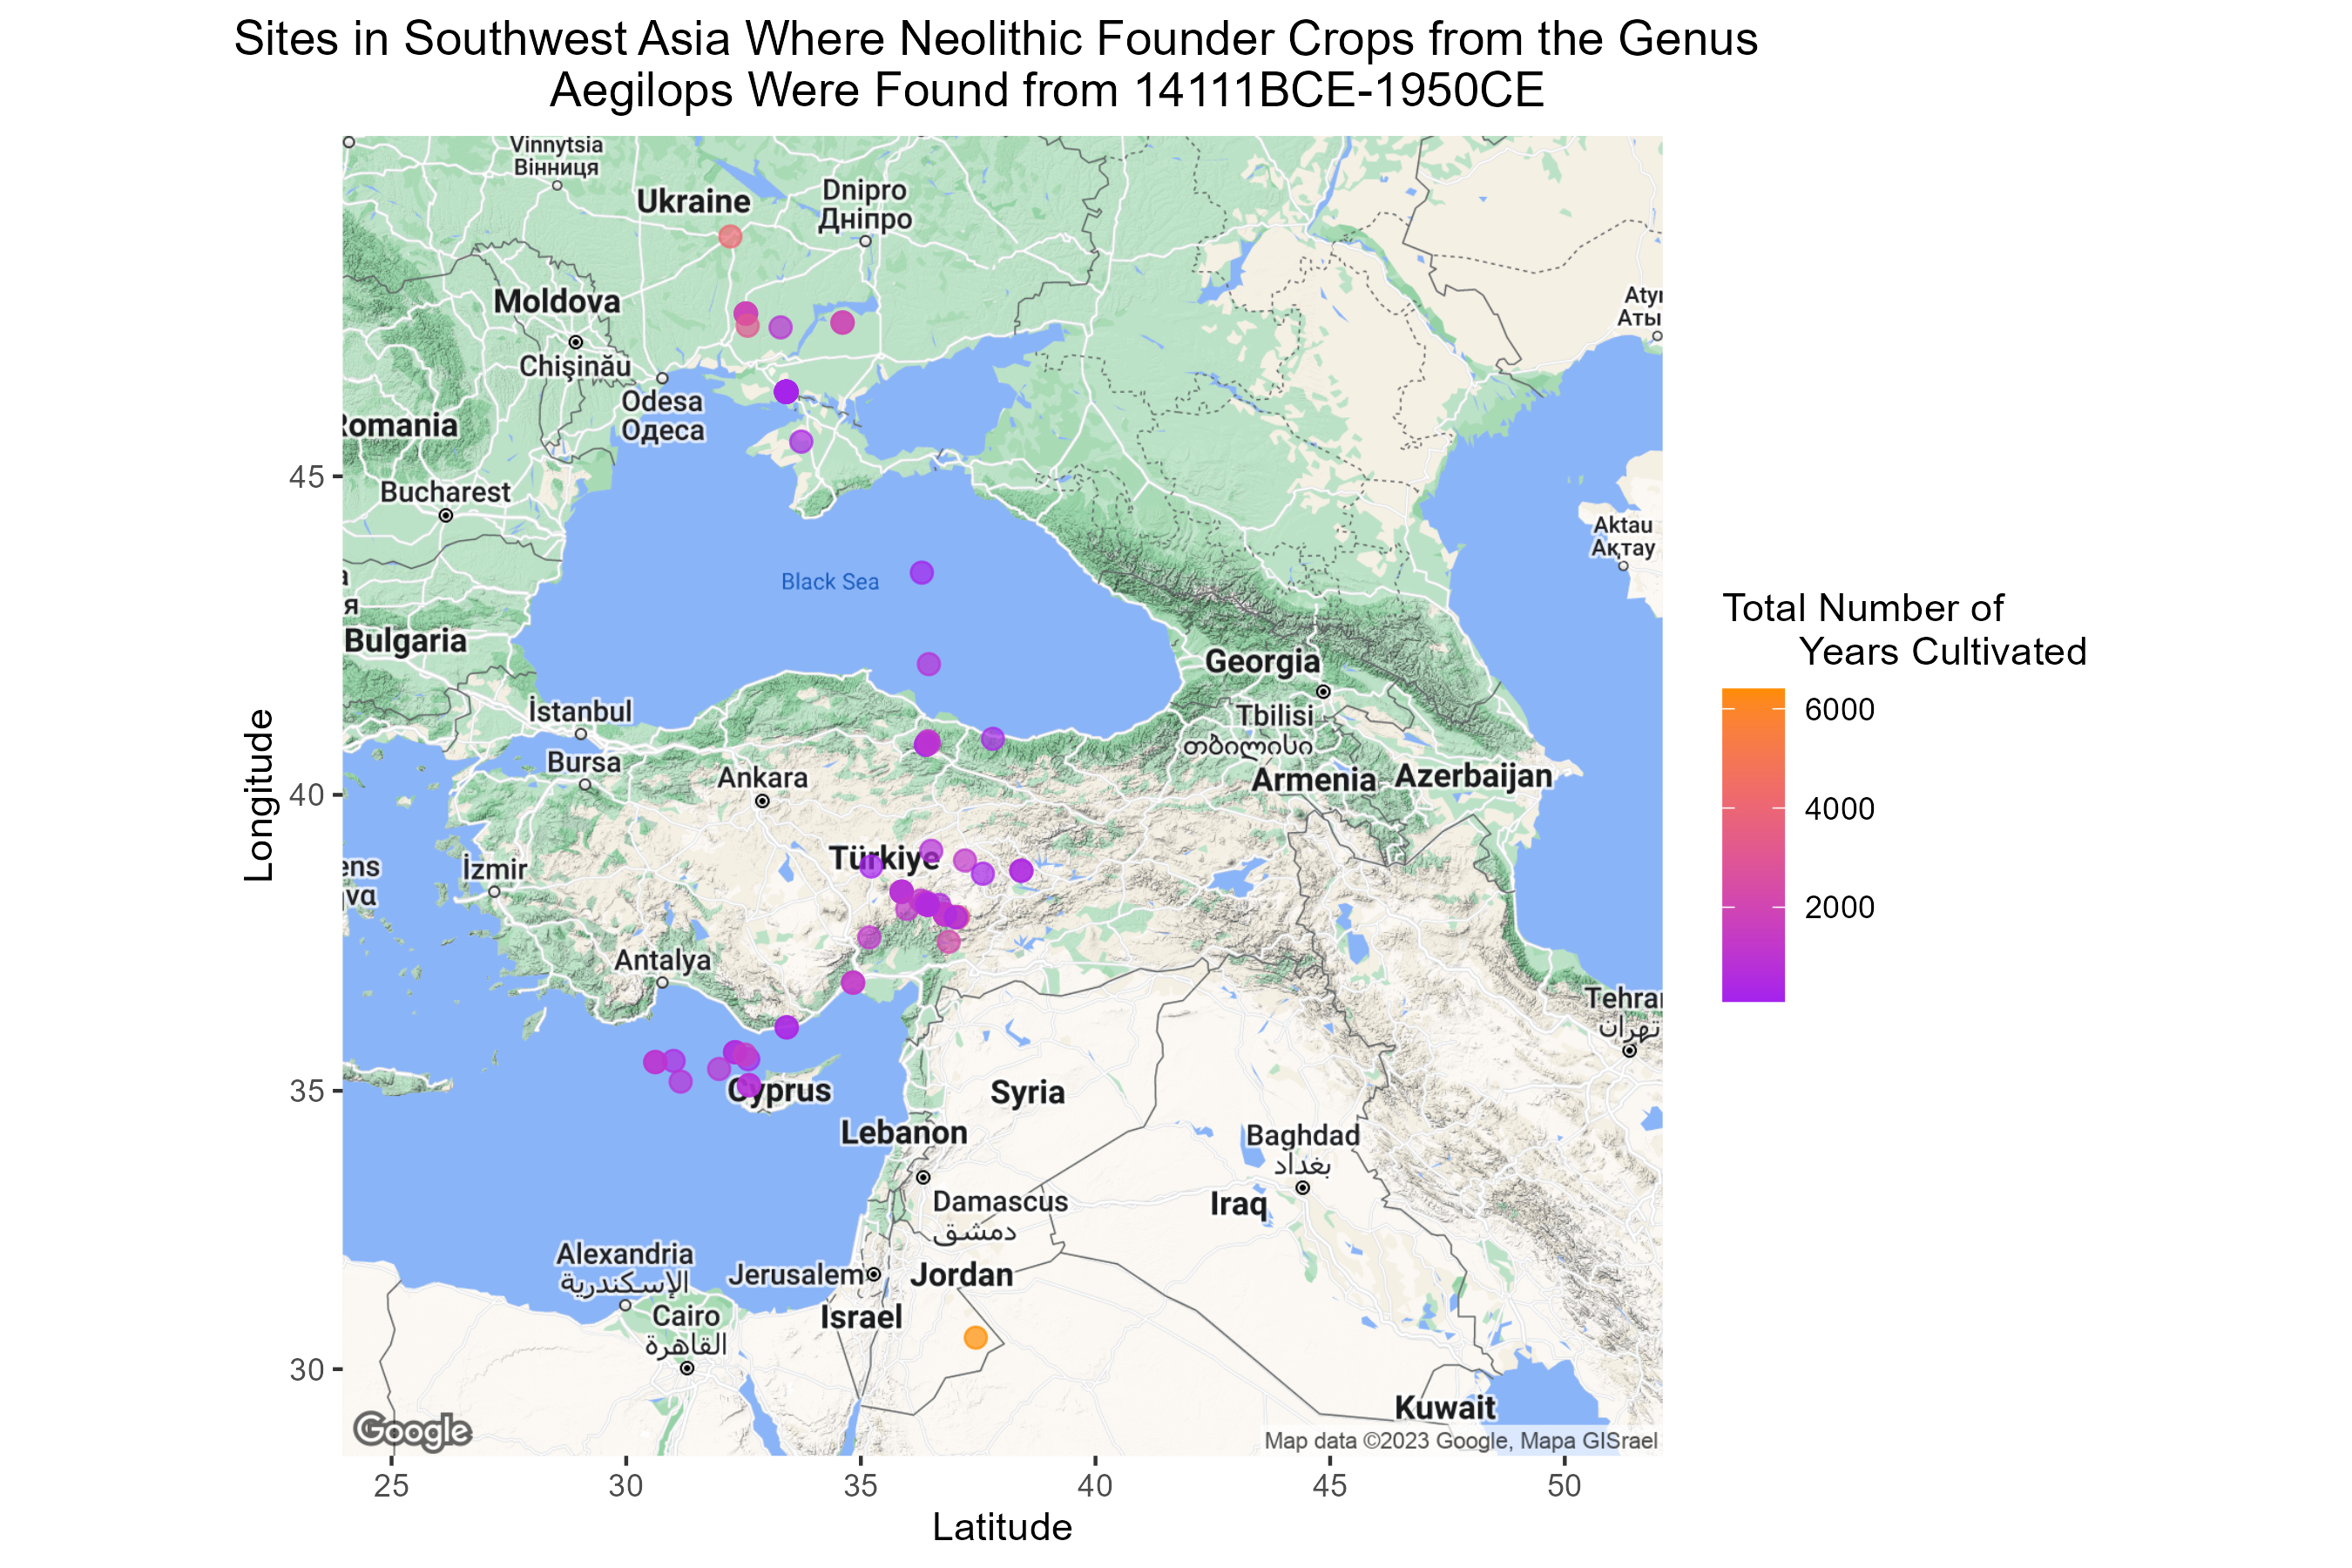 Sites in Southwest Asia Where Neolithic Founder Crops from the Genus
Aegilops Were Found from 14111BCE-1950CE
Vinnytsia
Вінниця
Ukraine
Dnipro
Дніпро
Moldova
Chișinău
Odesa
Одеса
Romania
Bucharest
Bulgaria
Black Sea
Atyr
Аты
Aktau
Ақтау
Georgia
Tbilisi
თბილისი
Armenia
Azerbaijan
İstanbul
Bursa
Ankara
Türkiye
İzmir
ens
να
Antalya
Cyprus
Syria
Lebanon
Damascus
دمشق
Baghdad
بغداد
Iraq
Tehran
تهران
Alexandria
الإسكندرية
Jerusalem
Jordan
Israel
Cairo
القاهرة
Kuwait
Google
Map data ©2023 Google, Mapa GISrael
45
40
35
30
25
30
35
40
45
50
Longitude
Latitude
Total Number of
Years Cultivated
6000
4000
2000